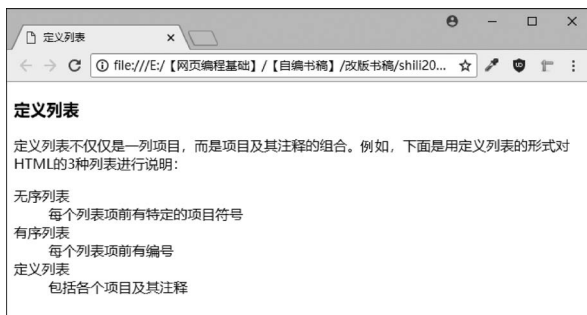 定义列表
file:///E:/【网页编程基础】/【自编书稿】/改版书稿/shili20...
定义列表
定义列表不仅仅是一列项目，而是项目及其注释的组合。例如，下面是用定义列表的形式对
HTML的3种列表进行说明：
无序列表
每个列表项前有特定的项目符号
有序列表
每个列表项前有编号
定义列表
包括各个项目及其注释